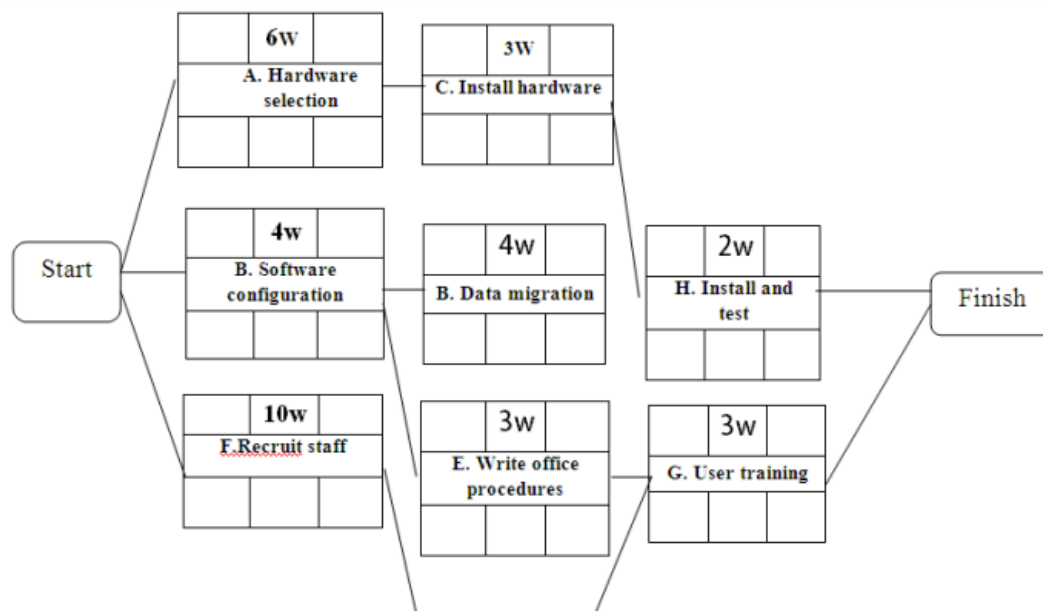 6W
A. Hardware
selection
3W
C. Install hardware
Start
4w
B. Software
configuration
4w
B. Data migration
2w
H. Install and
test
Finish
10w
F.Recruit staff
3w
E. Write office
procedures
3w
G. User training